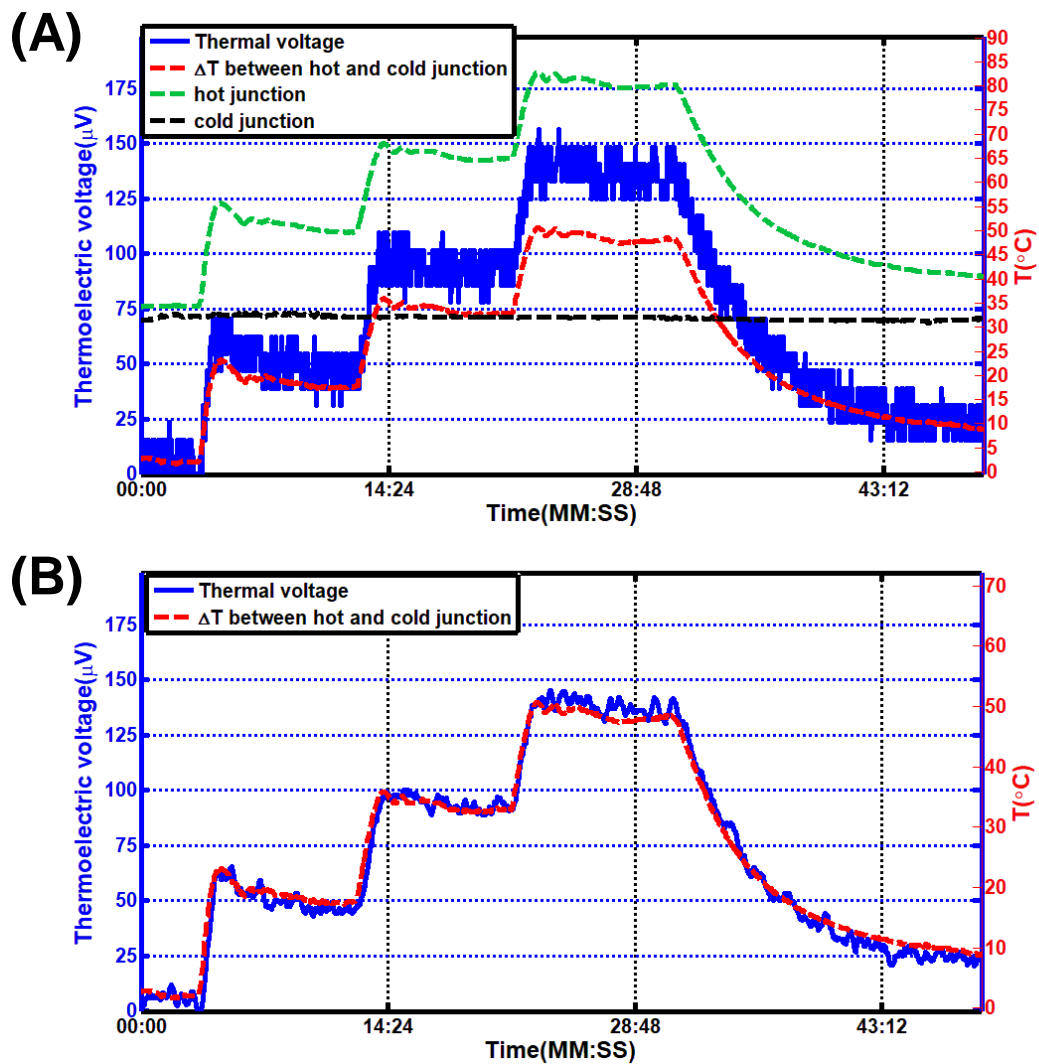 (A)
Thermal voltage
ΔT between hot and cold junction
hot junction
cold junction
Thermoelectric voltage(μV)
175
150
125
100
75
50
25
0
90
85
80
75
70
65
60
55
50
45
40
35
30
25
20
15
10
5
0
T(°C)
00:00 14:24 28:48 43:12
Time(MM:SS)
(B)
Thermal voltage
ΔT between hot and cold junction
Thermoelectric voltage(μV)
175
150
125
100
75
50
25
0
70
60
50
40
30
20
10
0
T(°C)
00:00 14:24 28:48 43:12
Time(MM:SS)